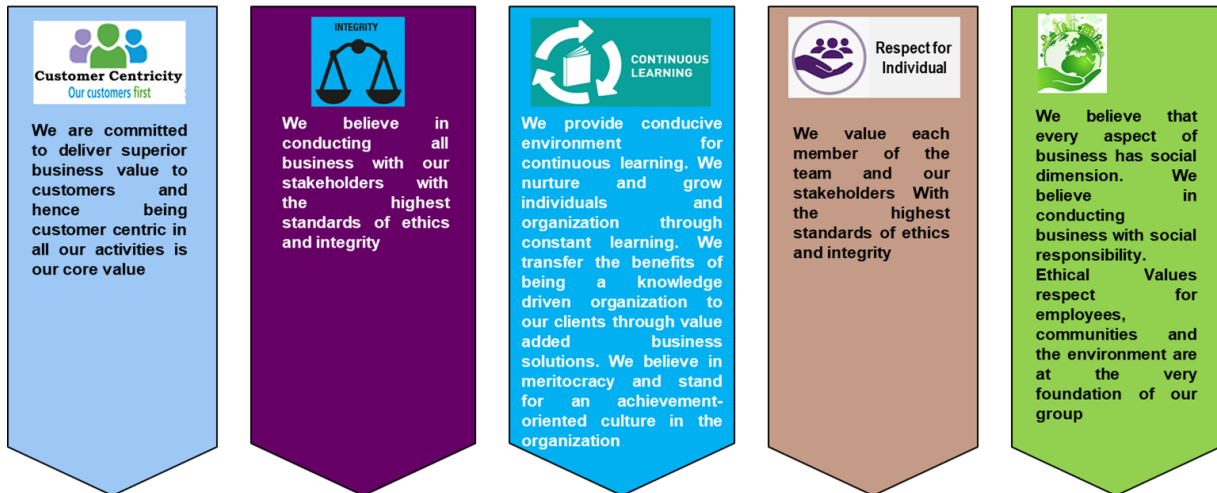 Customer Centricity
Our customers first
We are committed
to deliver superior
business value to
customers and
hence being
customer centric in
all our activities is
our core value
INTEGRITY
We believe in
conducting all
business with our
stakeholders with
the highest
standards of ethics
and integrity
CONTINUOUS
LEARNING
We provide conducive
environment for
continuous learning. We
nurture and grow
individuals and
organization through
constant learning. We
transfer the benefits of
being a knowledge
driven organization to
our clients through value
added business
solutions. We believe in
meritocracy and stand
for an achievement-
oriented culture in the
organization
Respect for
Individual
We value each
member of the
team and our
stakeholders With
the highest
standards of ethics
and integrity
We believe that
every aspect of
business has social
dimension. We
believe in
conducting
business with social
responsibility.
Ethical Values
respect for
employees,
communities and
the environment are
at the very
foundation of our
group